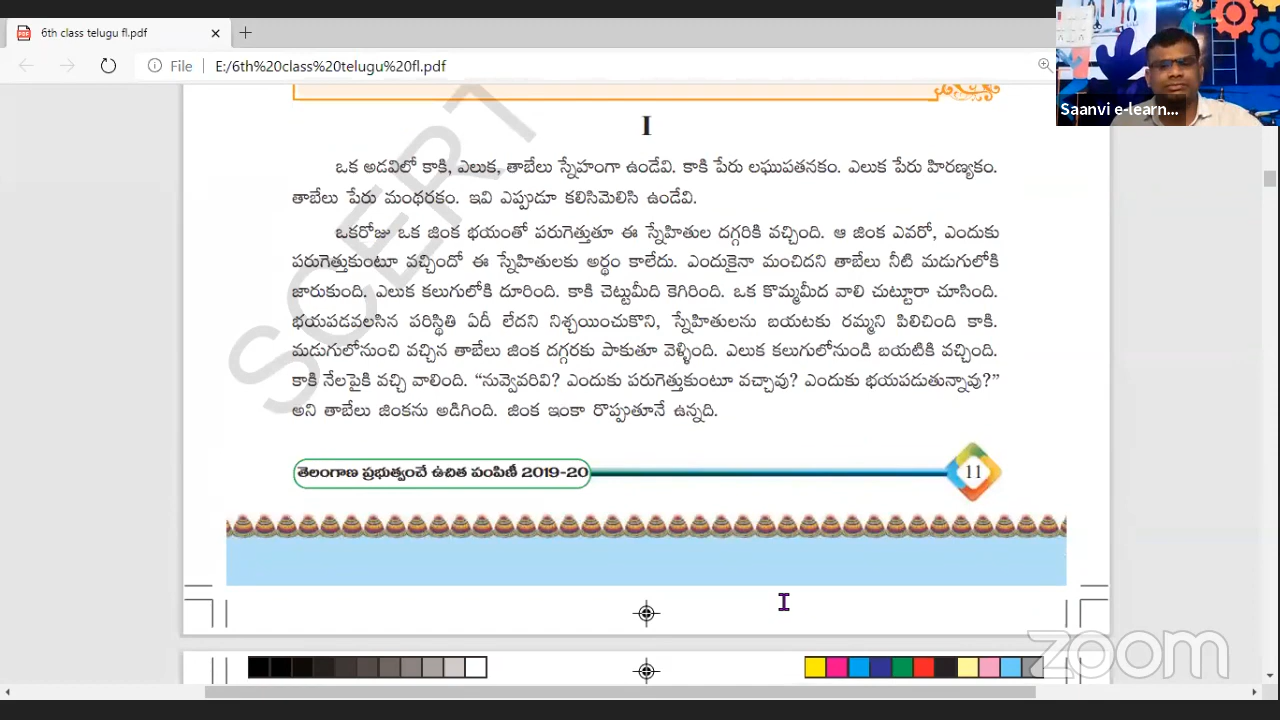 6th class telugu fl.pdf
File
E:/6th%20class%20telugu%20fl.pdf
Saanvi e-learn...
I
ఒక అడవిలో కాకి, ఎలుక, తాబేలు స్నేహంగా ఉండేవి. కాకి పేరు లఘుపతనకం. ఎలుక పేరు హిరణ్యకం.
తాబేలు పేరు మంథరకం. ఇవి ఎప్పుడూ కలిసిమెలిసి ఉండేవి.
ఒకరోజు ఒక జింక భయంతో పరుగెత్తుతూ ఈ స్నేహితుల దగ్గరికి వచ్చింది. ఆ జింక ఎవరో, ఎందుకు
పరుగెత్తుకుంటూ వచ్చిందో ఈ స్నేహితులకు అర్థం కాలేదు. ఎందుకైనా మంచిదని తాబేలు నీటి మడుగులోకి
జారుకుంది. ఎలుక కలుగులోకి దూరింది. కాకి చెట్టుమీది కెగిరింది. ఒక కొమ్మమీద వాలి చుట్టూరా చూసింది.
భయపడవలసిన పరిస్థితి ఏదీ లేదని నిశ్చయించుకొని, స్నేహితులను బయటకు రమ్మని పిలిచింది కాకి.
మడుగులోనుంచి వచ్చిన తాబేలు జింక దగ్గరకు పాకుతూ వెళ్ళింది. ఎలుక కలుగులోనుండి బయటికి వచ్చింది.
కాకి నేలపైకి వచ్చి వాలింది. “నువ్వెవరివి? ఎందుకు పరుగెత్తుకుంటూ వచ్చావు? ఎందుకు భయపడుతున్నావు?”
అని తాబేలు జింకను అడిగింది. జింక ఇంకా రొప్పుతూనే ఉన్నది.
SCERT
తెలంగాణ ప్రభుత్వంచే ఉచిత పంపిణీ 2019-20
11
zoom